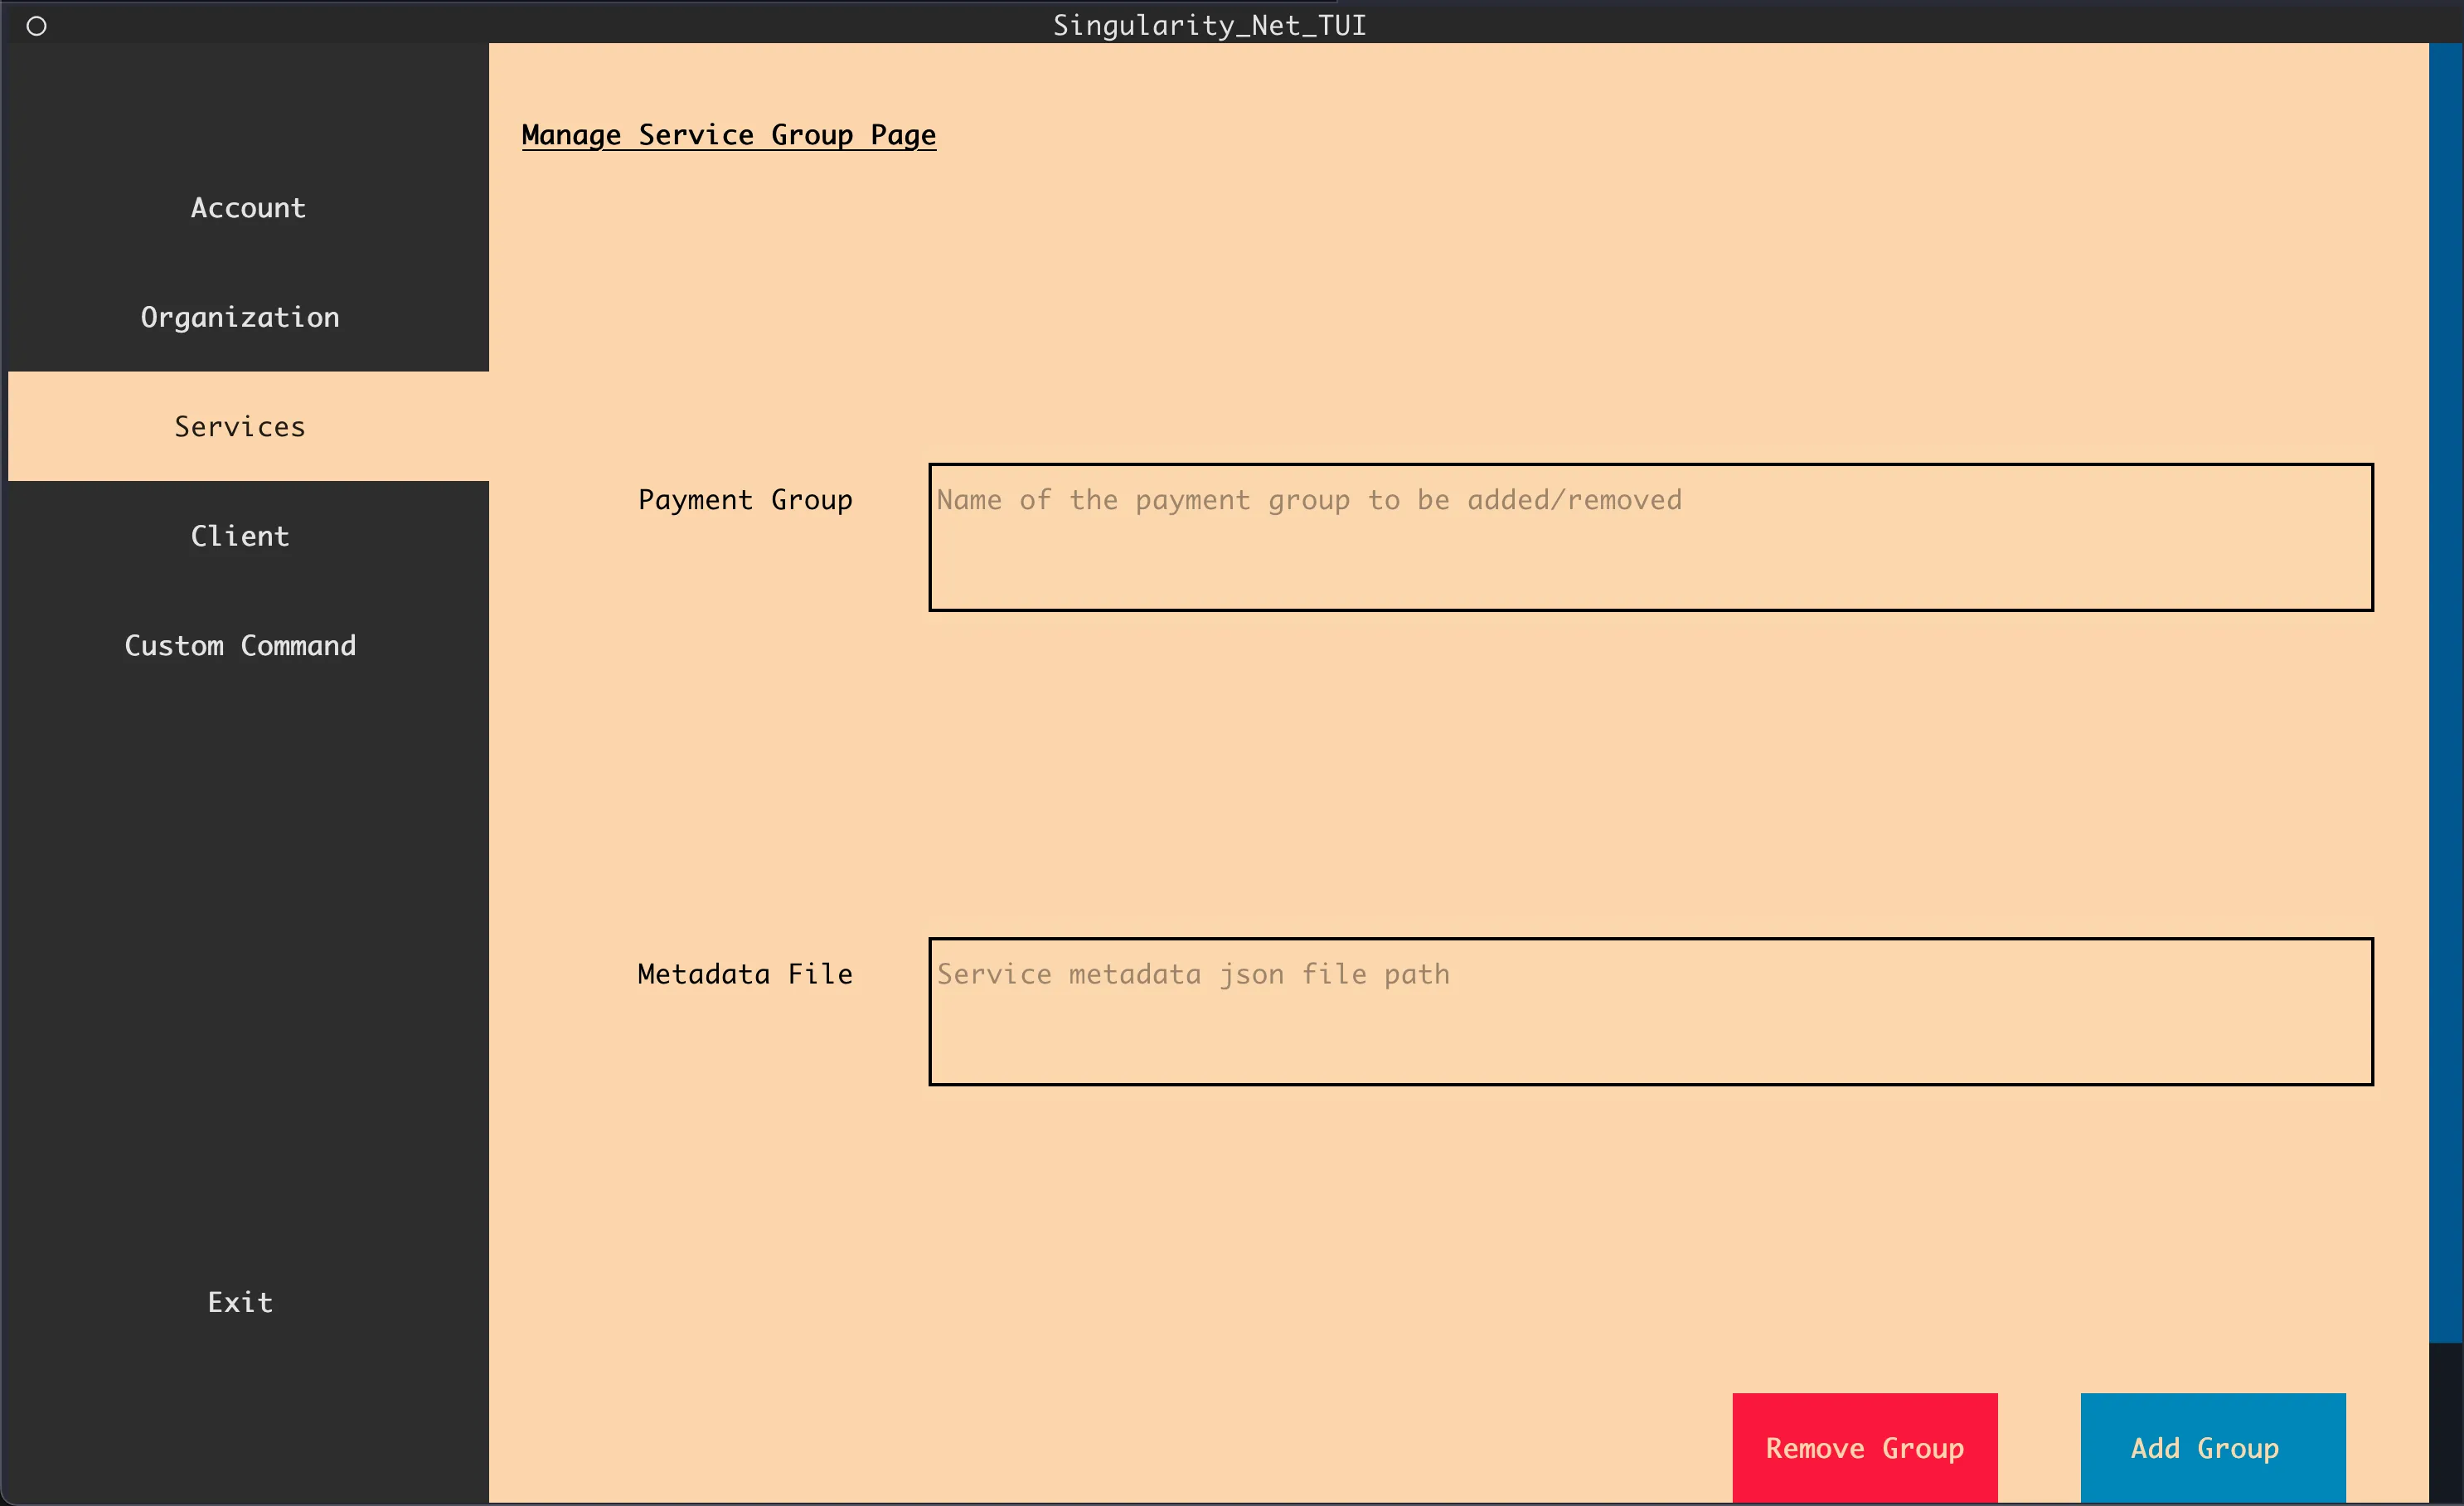 Singularity_Net_TUI
Account
Organization
Services
Client
Custom Command
Exit
Manage Service Group Page
Payment Group
Name of the payment group to be added/removed
Metadata File
Service metadata json file path
Remove Group
Add Group